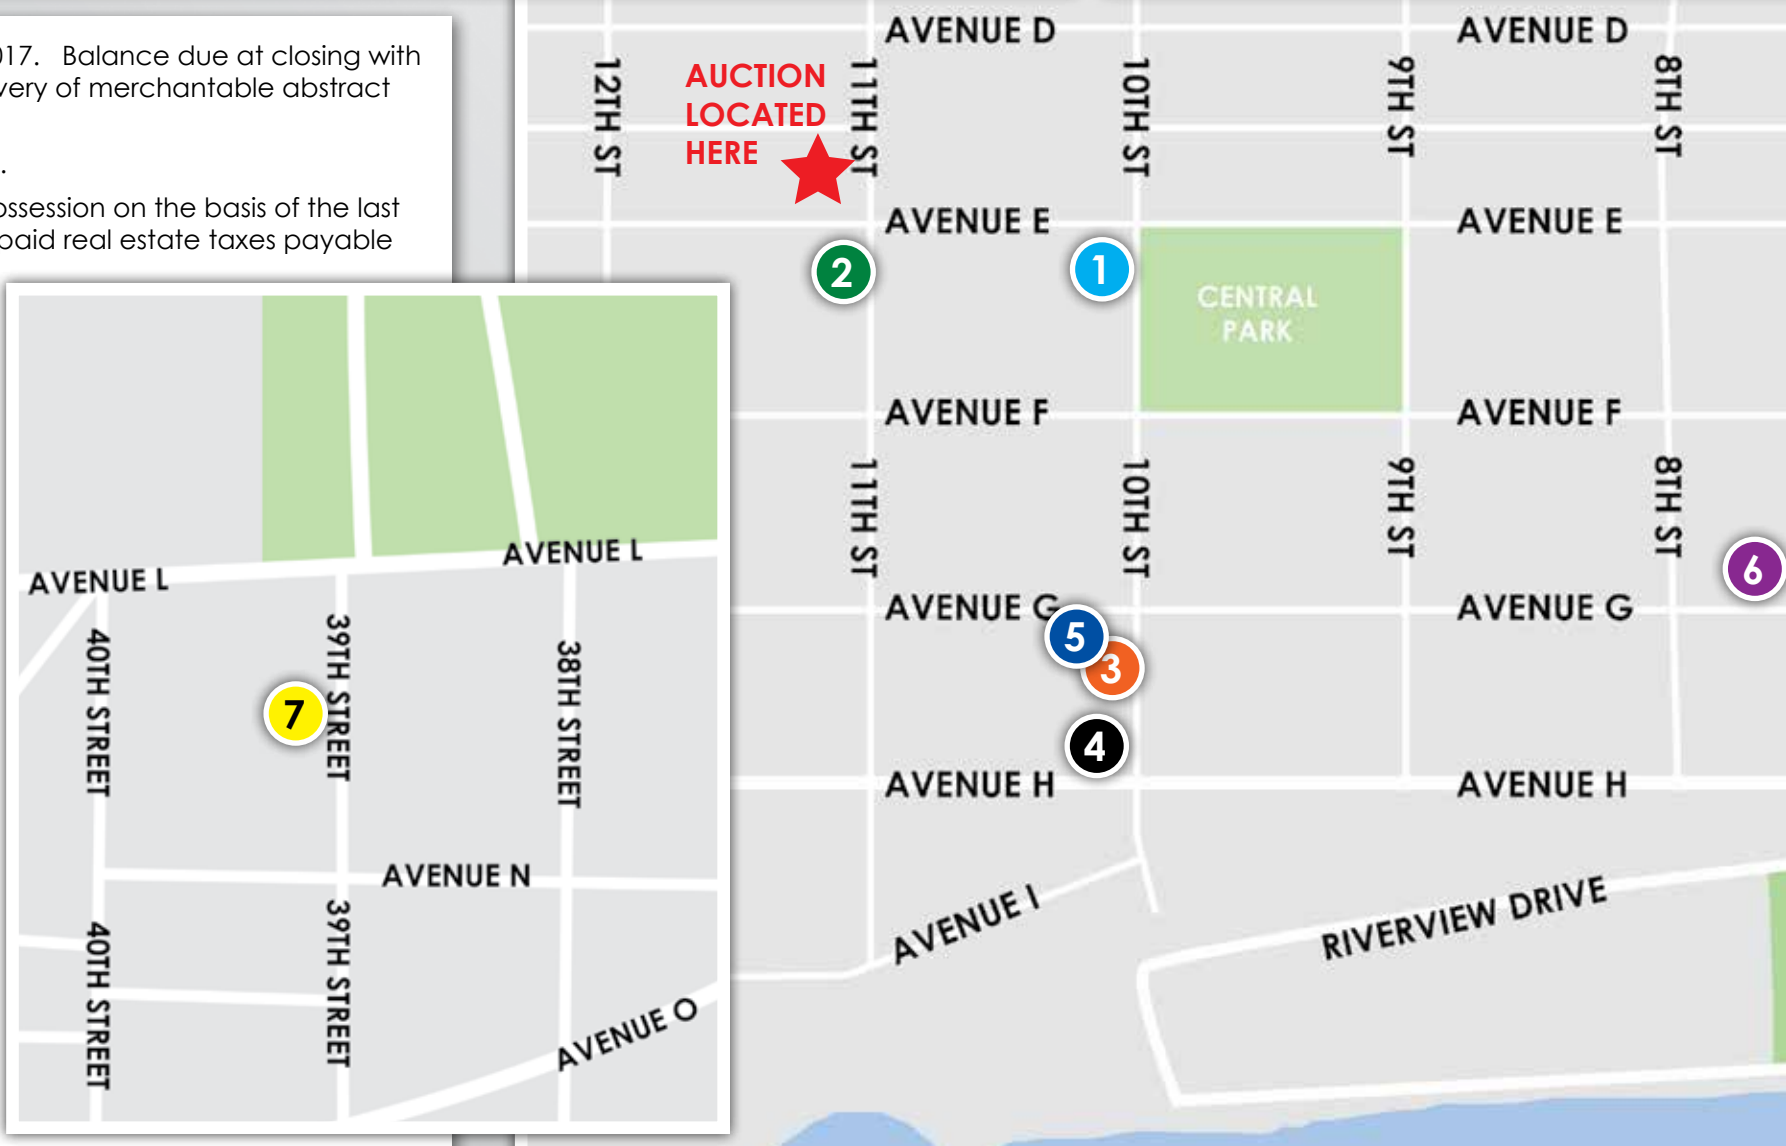 017. Balance due at closing with
very of merchantable abstract
.
ossession on the basis of the last
paid real estate taxes payable
AVENUE D
AVENUE D
12TH ST
AUCTION
LOCATED
HERE
11TH ST
10TH ST
9TH ST
8TH ST
AVENUE E
AVENUE E
2
1
CENTRAL
PARK
AVENUE F
AVENUE F
11TH ST
10TH ST
9TH ST
8TH ST
6
AVENUE G
AVENUE G
5
3
4
AVENUE H
AVENUE H
AVENUE I
RIVERVIEW DRIVE
AVENUE L
AVENUE L
40TH STREET
39TH STREET
38TH STREET
7
AVENUE N
40TH STREET
39TH STREET
AVENUE O